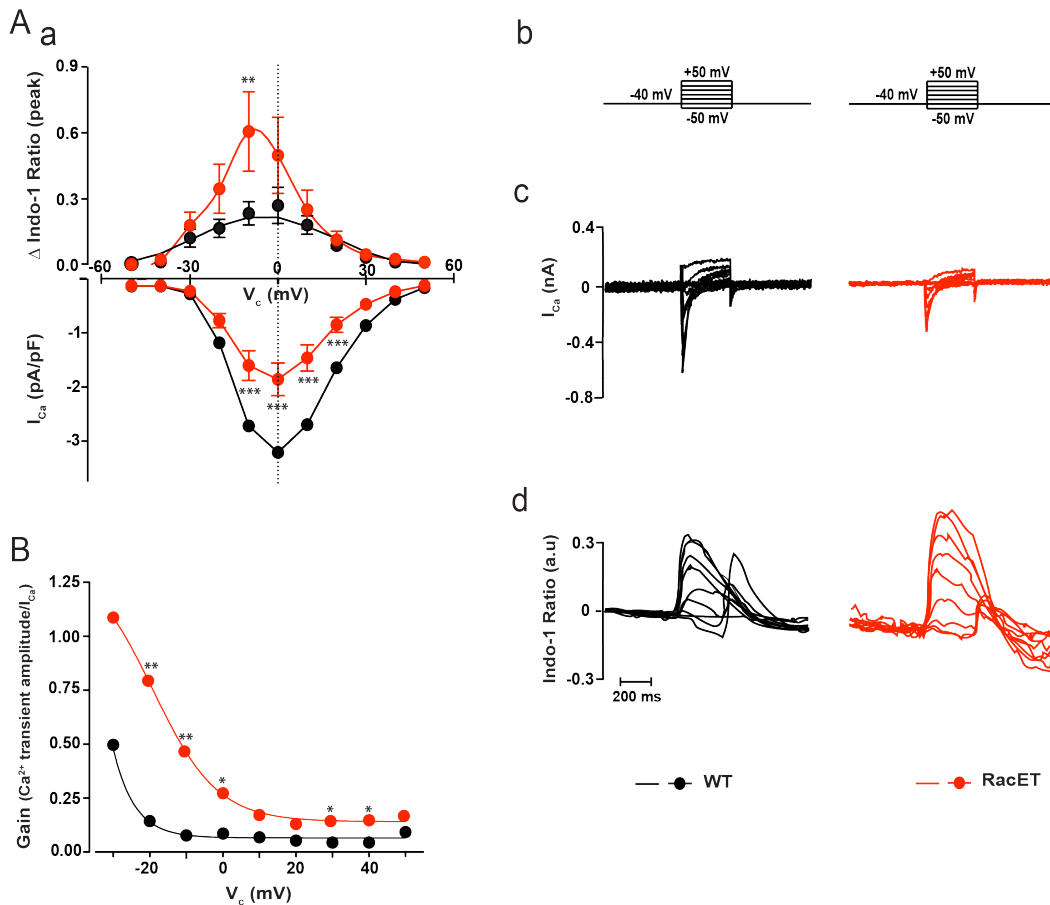 A
a
0.9
0.6
0.3
0.0
Δ Indo-1 Ratio (peak)
**
-60
-30
0
30
60
V_c (mV)
-1
-2
-3
I_Ca (pA/pF)
***
***
***
***
b
+50 mV
-40 mV
-50 mV
+50 mV
-40 mV
-50 mV
c
0.4
0
-0.4
-0.8
I_Ca (nA)
B
1.25
1.00
0.75
0.50
0.25
0.00
Gain (Ca²⁺ transient amplitude/I_Ca)
**
**
*
*
*
-20
0
20
40
V_c (mV)
d
0.3
0
-0.3
Indo-1 Ratio (a.u)
200 ms
WT
RacET